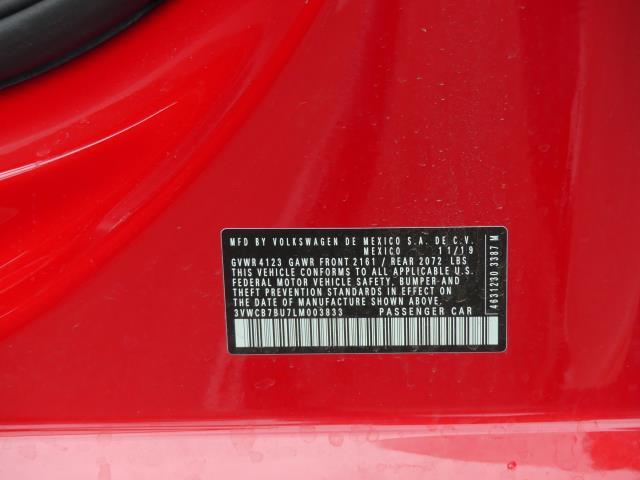 MFD BY VOLKSWAGEN DE MEXICO S.A. DE C.V.
MEXICO 11/19
GVWR 4123 GAWR FRONT 2161 / REAR 2072 LBS
THIS VEHICLE CONFORMS TO ALL APPLICABLE U.S.
FEDERAL MOTOR VEHICLE SAFETY, BUMPER AND
THEFT PREVENTION STANDARDS IN EFFECT ON
THE DATE OF MANUFACTURE SHOWN ABOVE.
3VWCB7BU7LM003833 PASSENGER CAR
4631230 3387 M